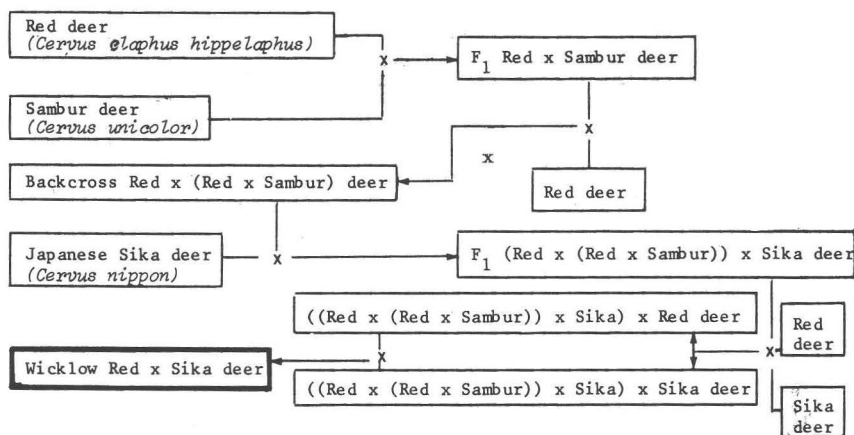 Red deer
(Cervus elaphus hippelaphus)
x
F1 Red x Sambur deer
Sambur deer
(Cervus unicolor)
x
x
Backcross Red x (Red x Sambur) deer
Red deer
Japanese Sika deer
(Cervus nippon)
x
F1 (Red x (Red x Sambur)) x Sika deer
((Red x (Red x Sambur)) x Sika) x Red deer
Red
deer
Wicklow Red x Sika deer
x
x
((Red x (Red x Sambur)) x Sika) x Sika deer
Sika
deer